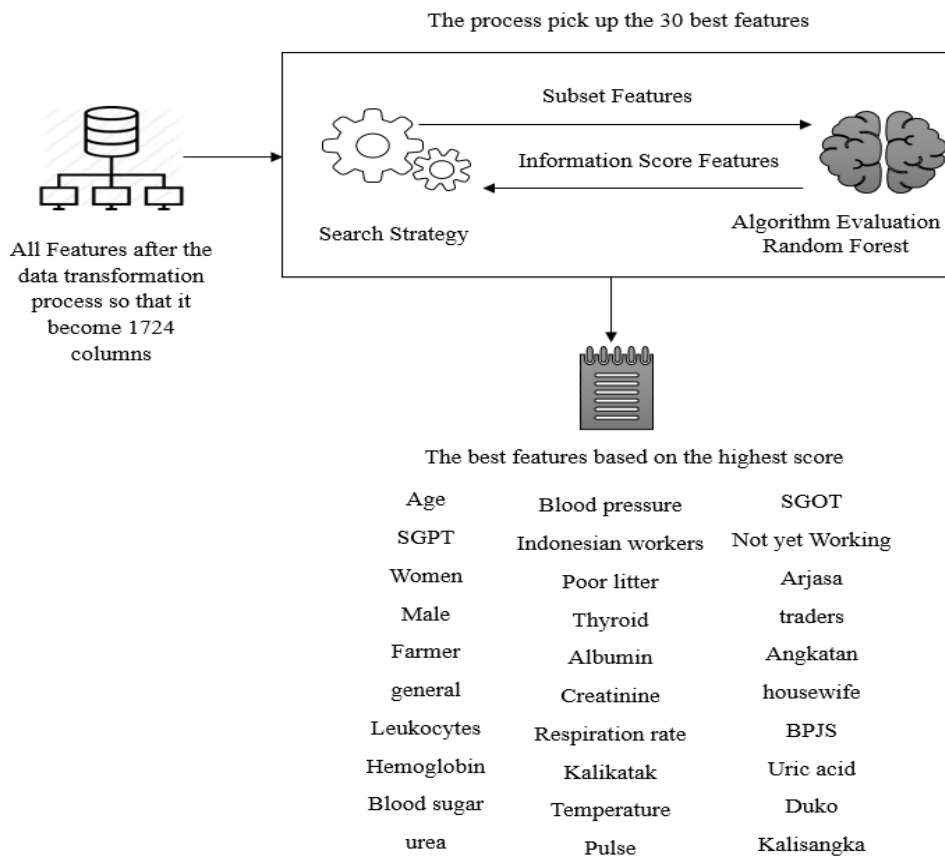 The process pick up the 30 best features
Subset Features
Information Score Features
Search Strategy
Algorithm Evaluation
Random Forest
All Features after the
data transformation
process so that it
become 1724
columns
The best features based on the highest score
Age
SGPT
Women
Male
Farmer
general
Leukocytes
Hemoglobin
Blood sugar
urea
Blood pressure
Indonesian workers
Poor litter
Thyroid
Albumin
Creatinine
Respiration rate
Kalikatak
Temperature
Pulse
SGOT
Not yet Working
Arjasa
traders
Angkatan
housewife
BPJS
Uric acid
Duko
Kalisangka